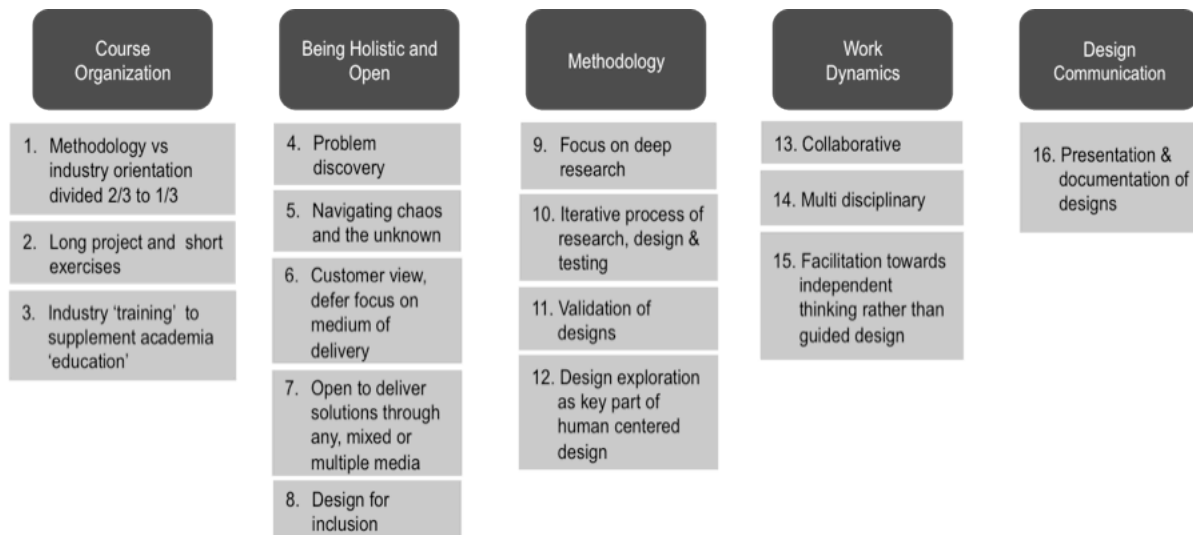 Course
Organization
1. Methodology vs
industry orientation
divided 2/3 to 1/3
2. Long project and short
exercises
3. Industry ‘training’ to
supplement academia
‘education’
Being Holistic and
Open
4. Problem
discovery
5. Navigating chaos
and the unknown
6. Customer view,
defer focus on
medium of
delivery
7. Open to deliver
solutions through
any, mixed or
multiple media
8. Design for
inclusion
Methodology
9. Focus on deep
research
10. Iterative process of
research, design &
testing
11. Validation of
designs
12. Design exploration
as key part of
human centered
design
Work
Dynamics
13. Collaborative
14. Multi disciplinary
15. Facilitation towards
independent
thinking rather than
guided design
Design
Communication
16. Presentation &
documentation of
designs